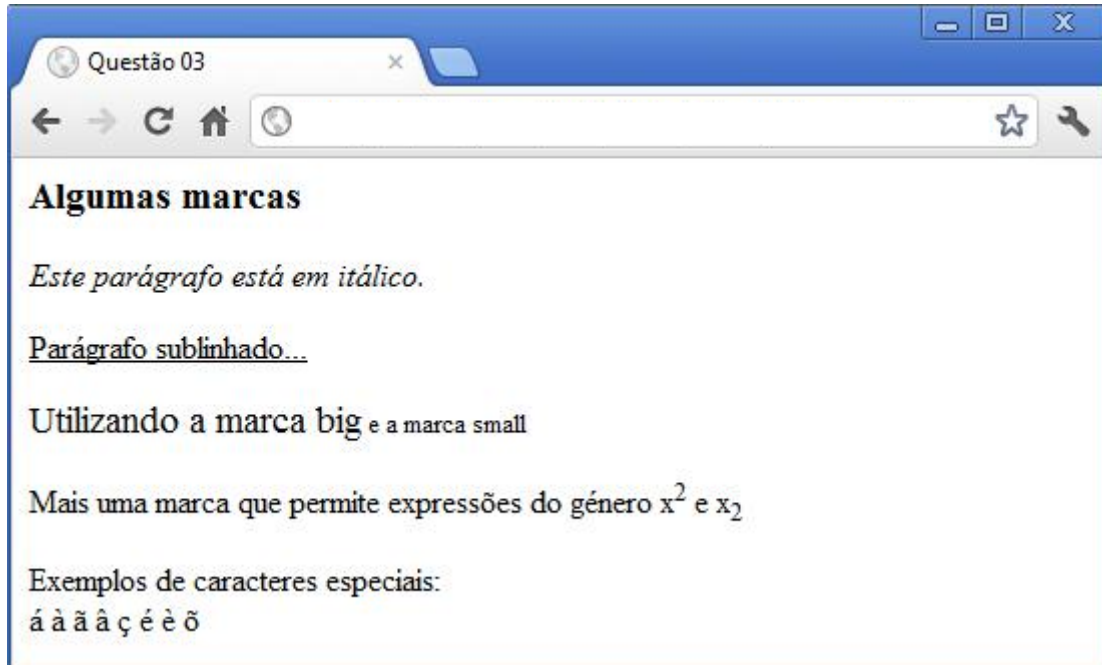 Questão 03
Algumas marcas
Este parágrafo está em itálico.
Parágrafo sublinhado...
Utilizando a marca big e a marca small
Mais uma marca que permite expressões do género x² e x₂
Exemplos de caracteres especiais:
á à ã â ç é è õ